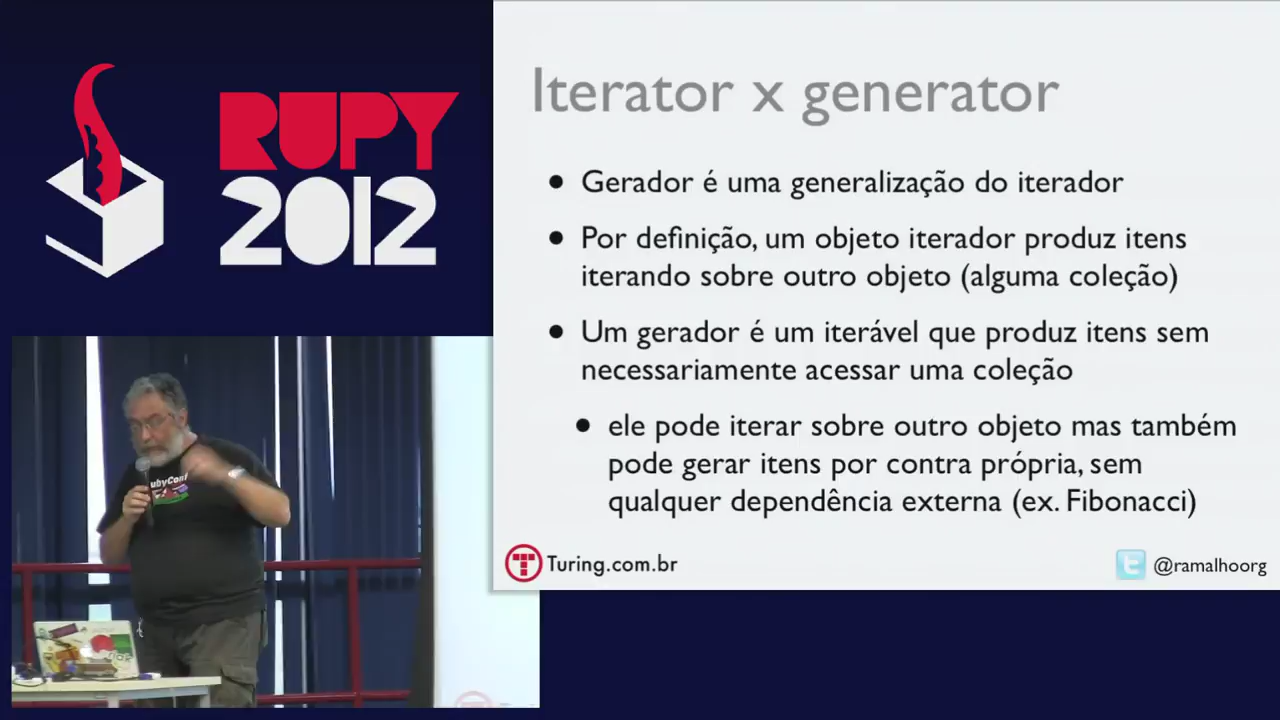 RUPY
2012
Iterator x generator
• Gerador é uma generalização do iterador
• Por definição, um objeto iterador produz itens
iterando sobre outro objeto (alguma coleção)
• Um gerador é um iterável que produz itens sem
necessariamente acessar uma coleção
• ele pode iterar sobre outro objeto mas também
pode gerar itens por contra própria, sem
qualquer dependência externa (ex. Fibonacci)
Turing.com.br
@ramalhoorg